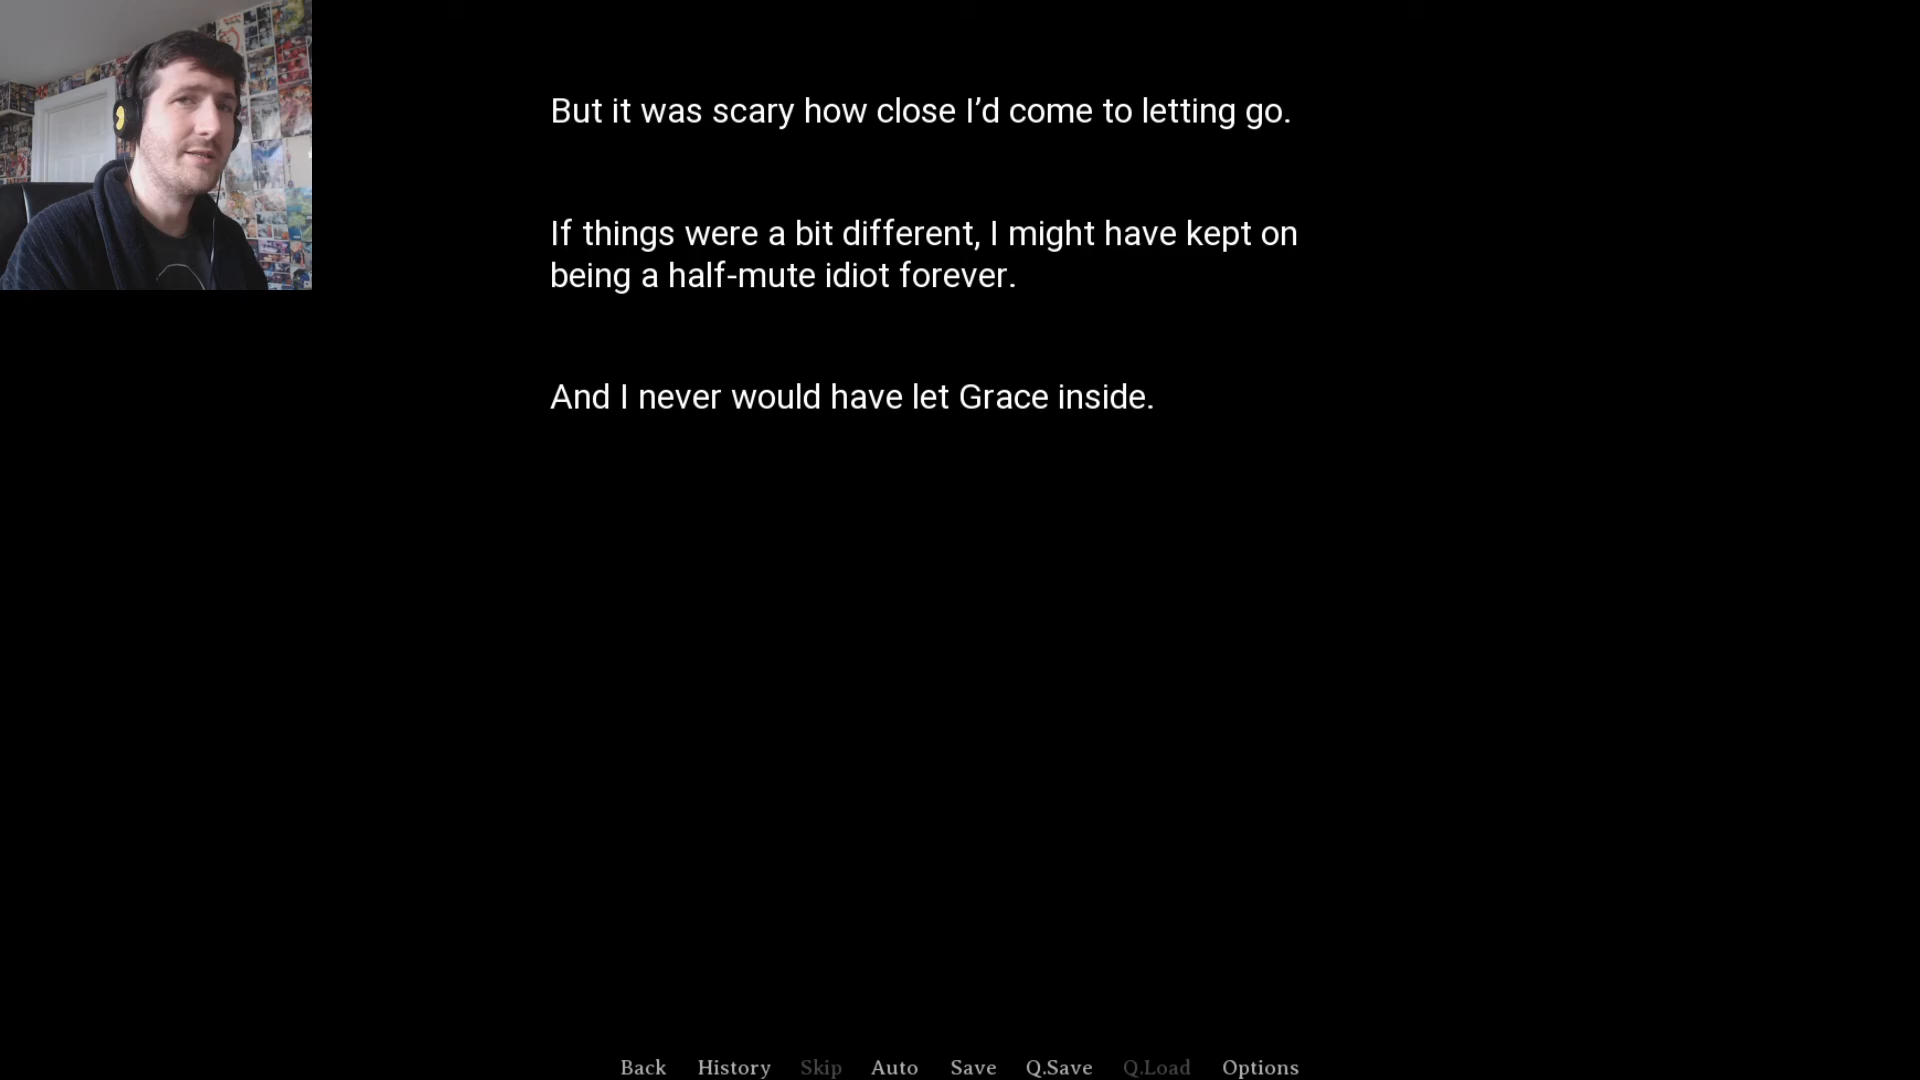 But it was scary how close I’d come to letting go.
If things were a bit different, I might have kept on
being a half-mute idiot forever.
And I never would have let Grace inside.
Back History Skip Auto Save Q.Save Q.Load Options